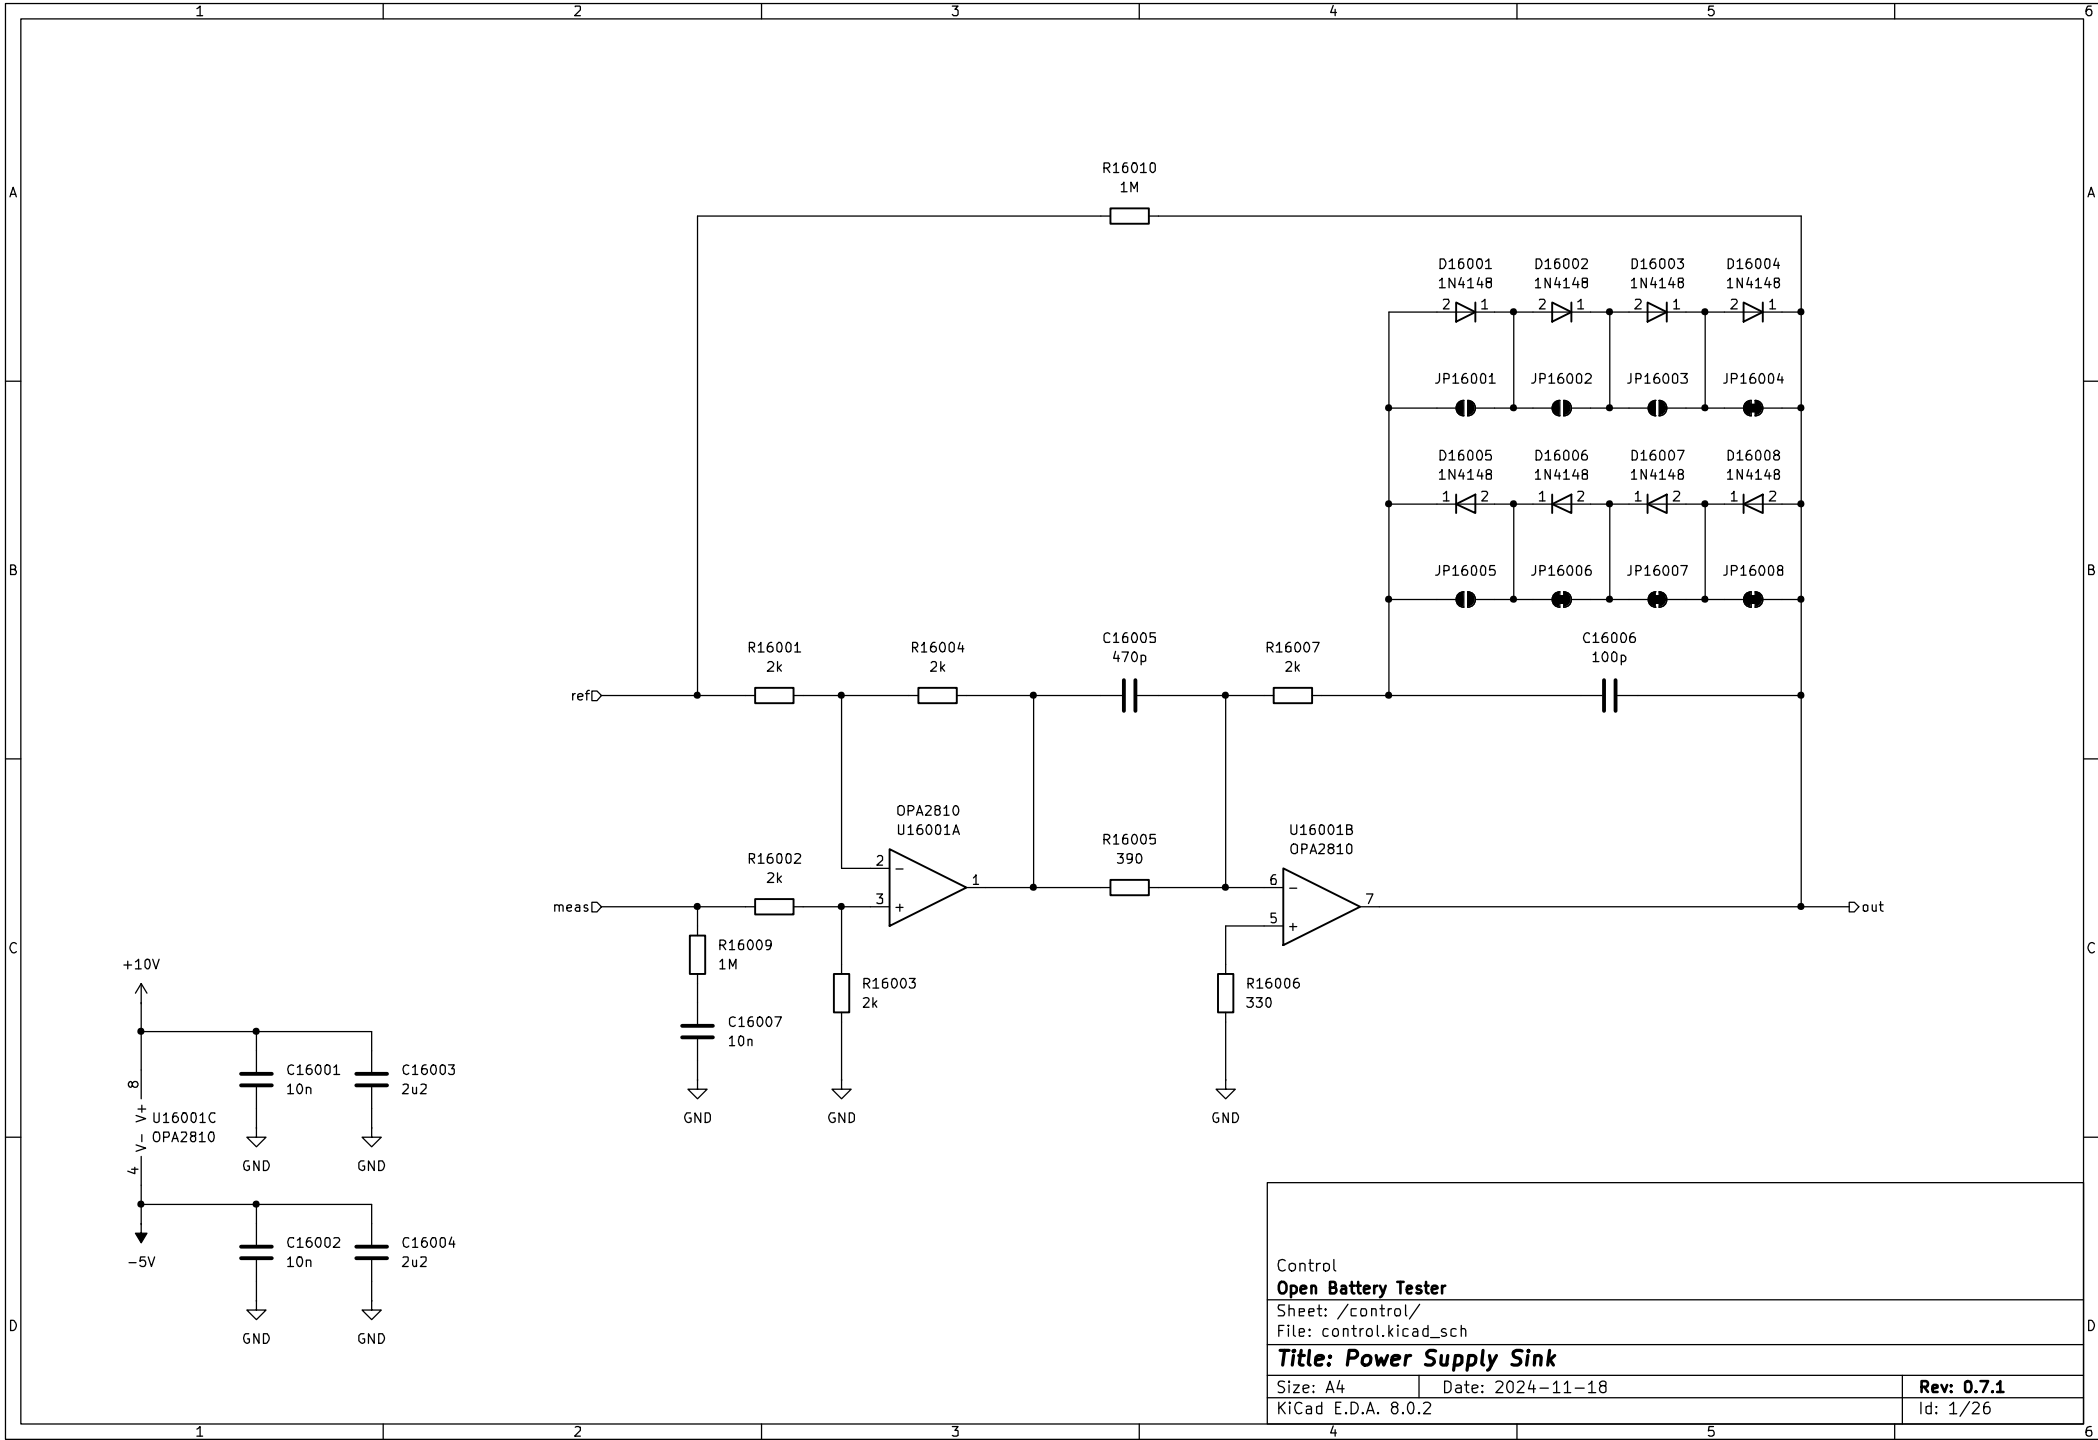 1 2 3 4 5 6
A A
B B
C C
D D
R16010
1M
D16001 D16002 D16003 D16004
1N4148 1N4148 1N4148 1N4148
2 1 2 1 2 1 2 1
JP16001 JP16002 JP16003 JP16004
D16005 D16006 D16007 D16008
1N4148 1N4148 1N4148 1N4148
1 2 1 2 1 2 1 2
JP16005 JP16006 JP16007 JP16008
R16001 R16004 C16005 R16007 C16006
2k 2k 470p 2k 100p
ref
OPA2810
U16001A
2
-
3
+
1
R16005
390
U16001B
OPA2810
6
-
5
+
7
out
R16002
2k
meas
R16009
1M
C16007
10n
GND
R16003
2k
GND
R16006
330
GND
+10V
8
V+
U16001C
V-
OPA2810
4
C16001
10n
GND
C16003
2u2
GND
-5V
C16002
10n
GND
C16004
2u2
GND
Control
Open Battery Tester
Sheet: /control/
File: control.kicad_sch
Title: Power Supply Sink
Size: A4 Date: 2024-11-18 Rev: 0.7.1
KiCad E.D.A. 8.0.2 Id: 1/26
1 2 3 4 5 6